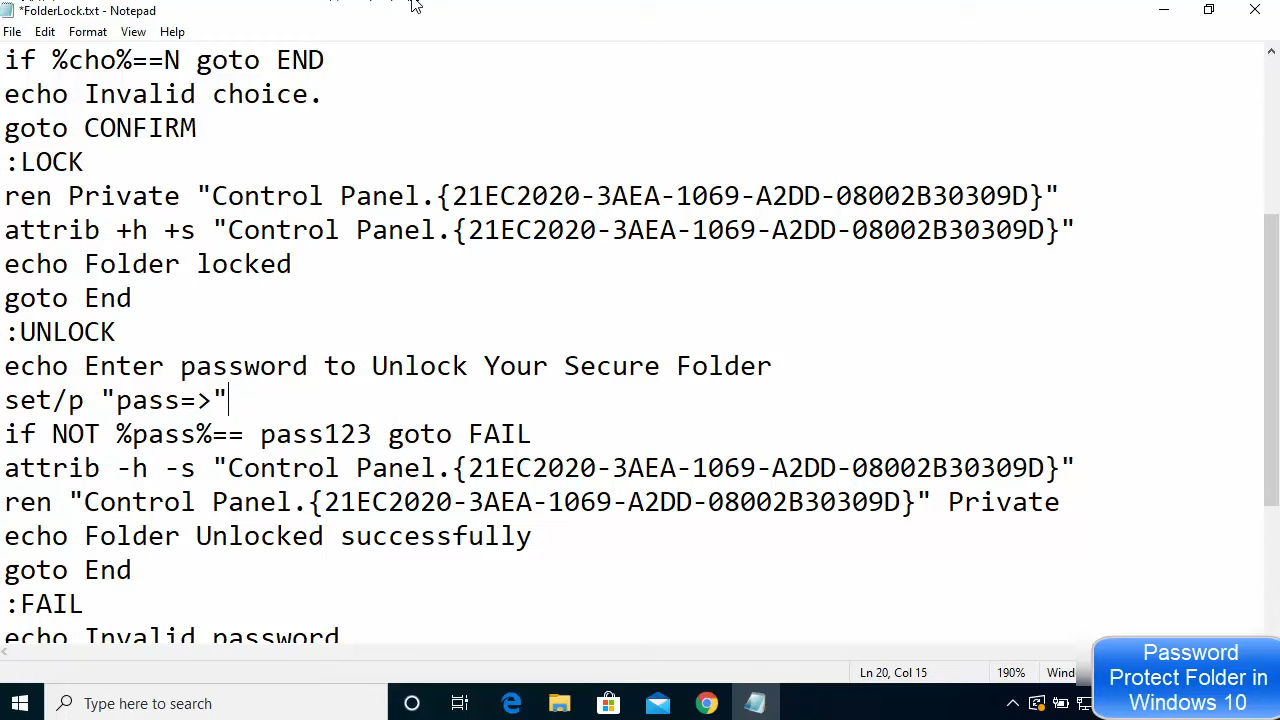 *FolderLock.txt - Notepad
File Edit Format View Help
if %cho%==N goto END
echo Invalid choice.
goto CONFIRM
:LOCK
ren Private "Control Panel.{21EC2020-3AEA-1069-A2DD-08002B30309D}"
attrib +h +s "Control Panel.{21EC2020-3AEA-1069-A2DD-08002B30309D}"
echo Folder locked
goto End
:UNLOCK
echo Enter password to Unlock Your Secure Folder
set/p "pass=>"
if NOT %pass%== pass123 goto FAIL
attrib -h -s "Control Panel.{21EC2020-3AEA-1069-A2DD-08002B30309D}"
ren "Control Panel.{21EC2020-3AEA-1069-A2DD-08002B30309D}" Private
echo Folder Unlocked successfully
goto End
:FAIL
echo Invalid password
Ln 20, Col 15 190% Wind
Password
Protect Folder in
Windows 10
Type here to search